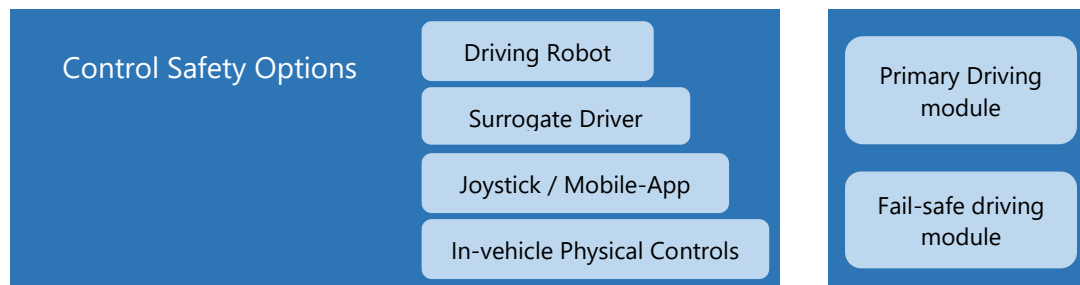 Control Safety Options
Driving Robot
Surrogate Driver
Joystick / Mobile-App
In-vehicle Physical Controls
Primary Driving
module
Fail-safe driving
module